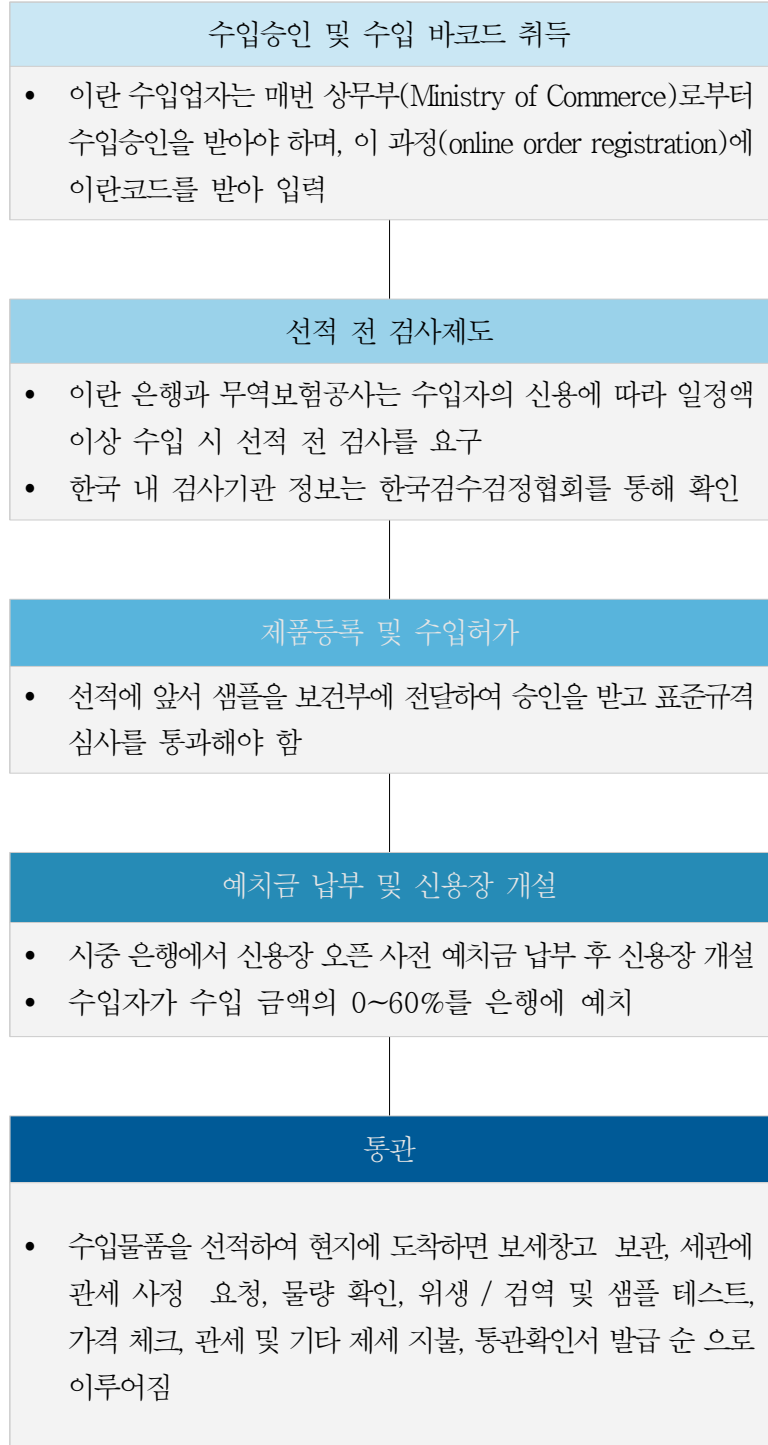 수입승인 및 수입 바코드 취득
• 이란 수입업자는 매번 상무부(Ministry of Commerce)로부터
수입승인을 받아야 하며, 이 과정(online order registration)에
이란코드를 받아 입력
선적 전 검사제도
• 이란 은행과 무역보험공사는 수입자의 신용에 따라 일정액
이상 수입 시 선적 전 검사를 요구
• 한국 내 검사기관 정보는 한국검수검정협회를 통해 확인
제품등록 및 수입허가
• 선적에 앞서 샘플을 보건부에 전달하여 승인을 받고 표준규격
심사를 통과해야 함
예치금 납부 및 신용장 개설
• 시중 은행에서 신용장 오픈 사전 예치금 납부 후 신용장 개설
• 수입자가 수입 금액의 0~60%를 은행에 예치
통관
• 수입물품을 선적하여 현지에 도착하면 보세창고 보관, 세관에
관세 사정 요청, 물량 확인, 위생 / 검역 및 샘플 테스트,
가격 체크, 관세 및 기타 제세 지불, 통관확인서 발급 순 으로
이루어짐